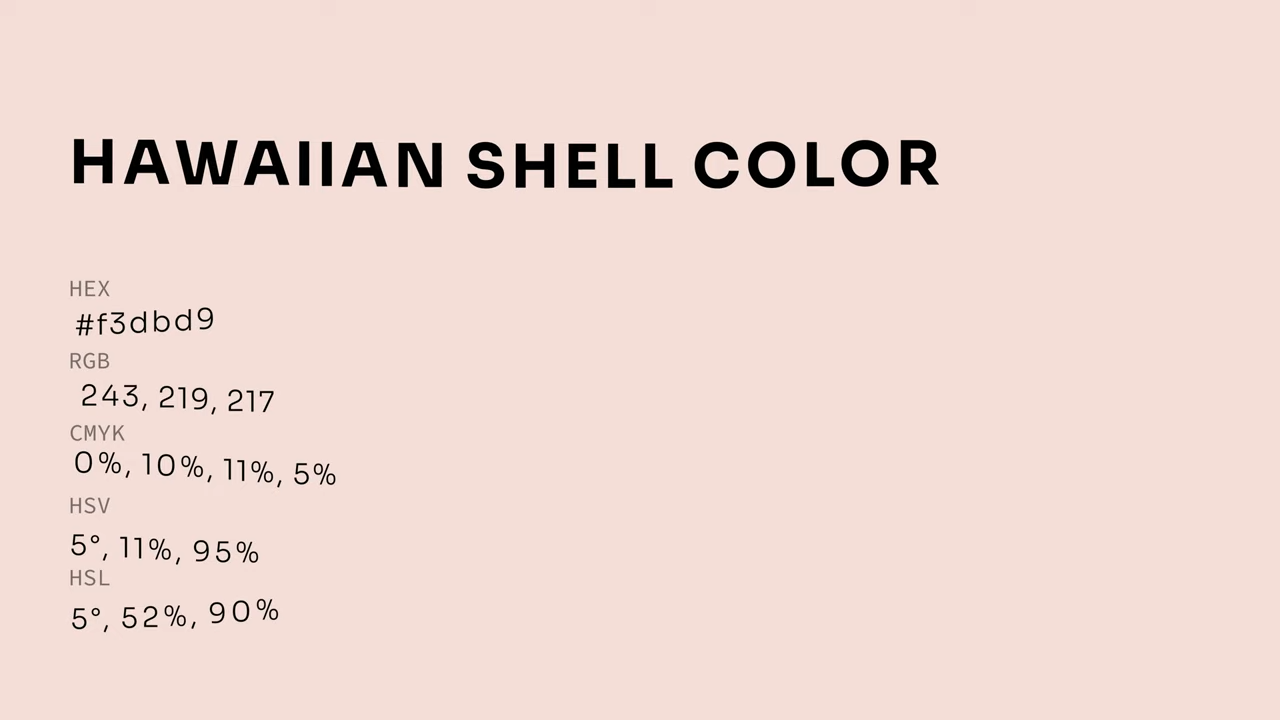 HAWAIIAN SHELL COLOR
HEX
#f3dbd9
RGB
243, 219, 217
CMYK
0%, 10%, 11%, 5%
HSV
5°, 11%, 95%
HSL
5°, 52%, 90%